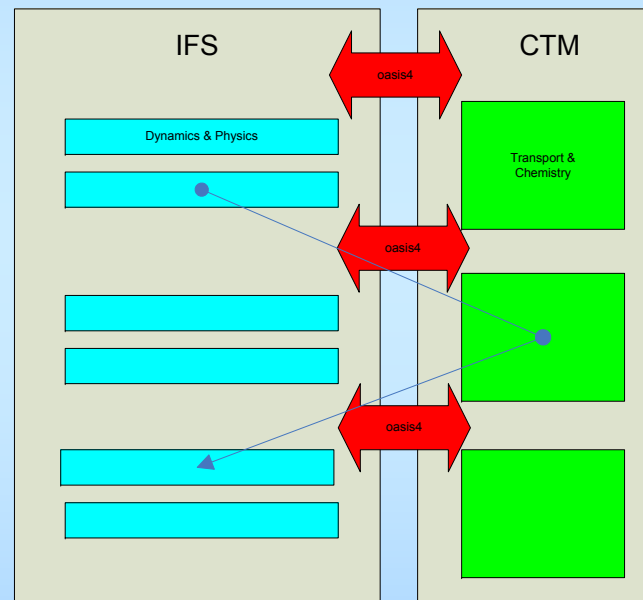 IFS
CTM
oasis4
Dynamics & Physics
Transport &
Chemistry
oasis4
oasis4